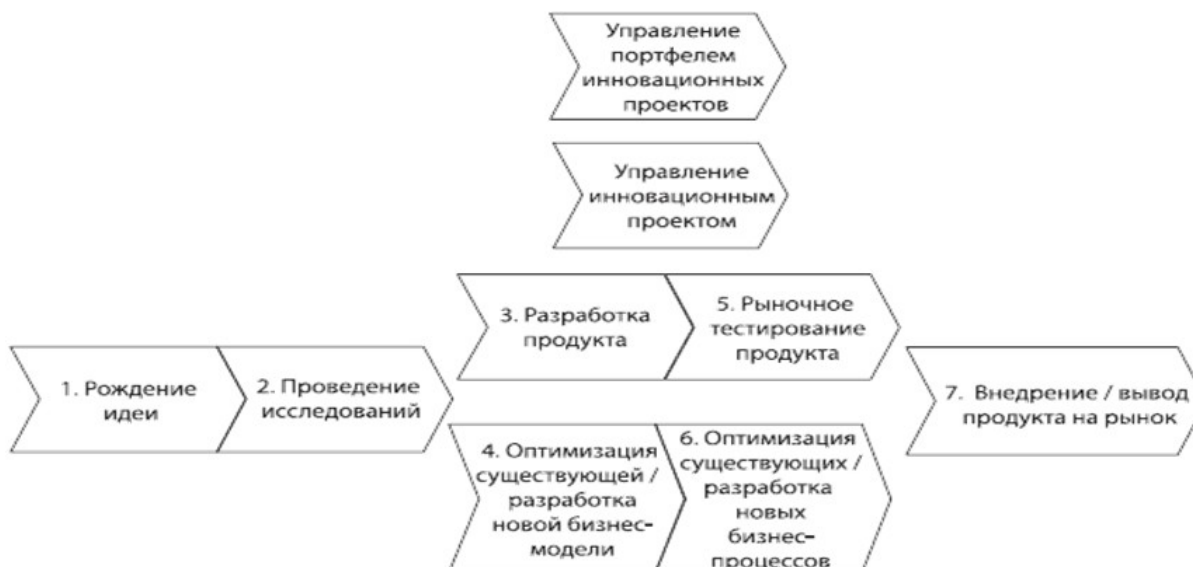 Управление
портфелем
инновационных
проектов
Управление
инновационным
проектом
3. Разработка
продукта
5. Рыночное
тестирование
продукта
1. Рождение
идеи
2. Проведение
исследований
7. Внедрение / вывод
продукта на рынок
4. Оптимизация
существующей /
разработка
новой бизнес-
модели
6. Оптимизация
существующих /
разработка
новых
бизнес-
процессов